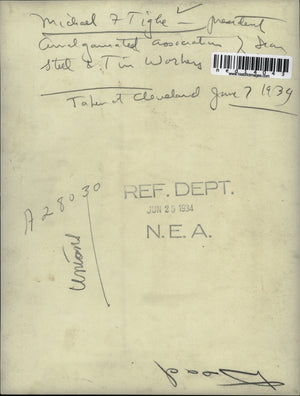 Michael F Tighe - president
Amalgamated association of Iron
Steel & Tin Workers
Taken at Cleveland June 7 1934
A28030
unions
REF. DEPT.
JUN 25 1934
N. E. A.